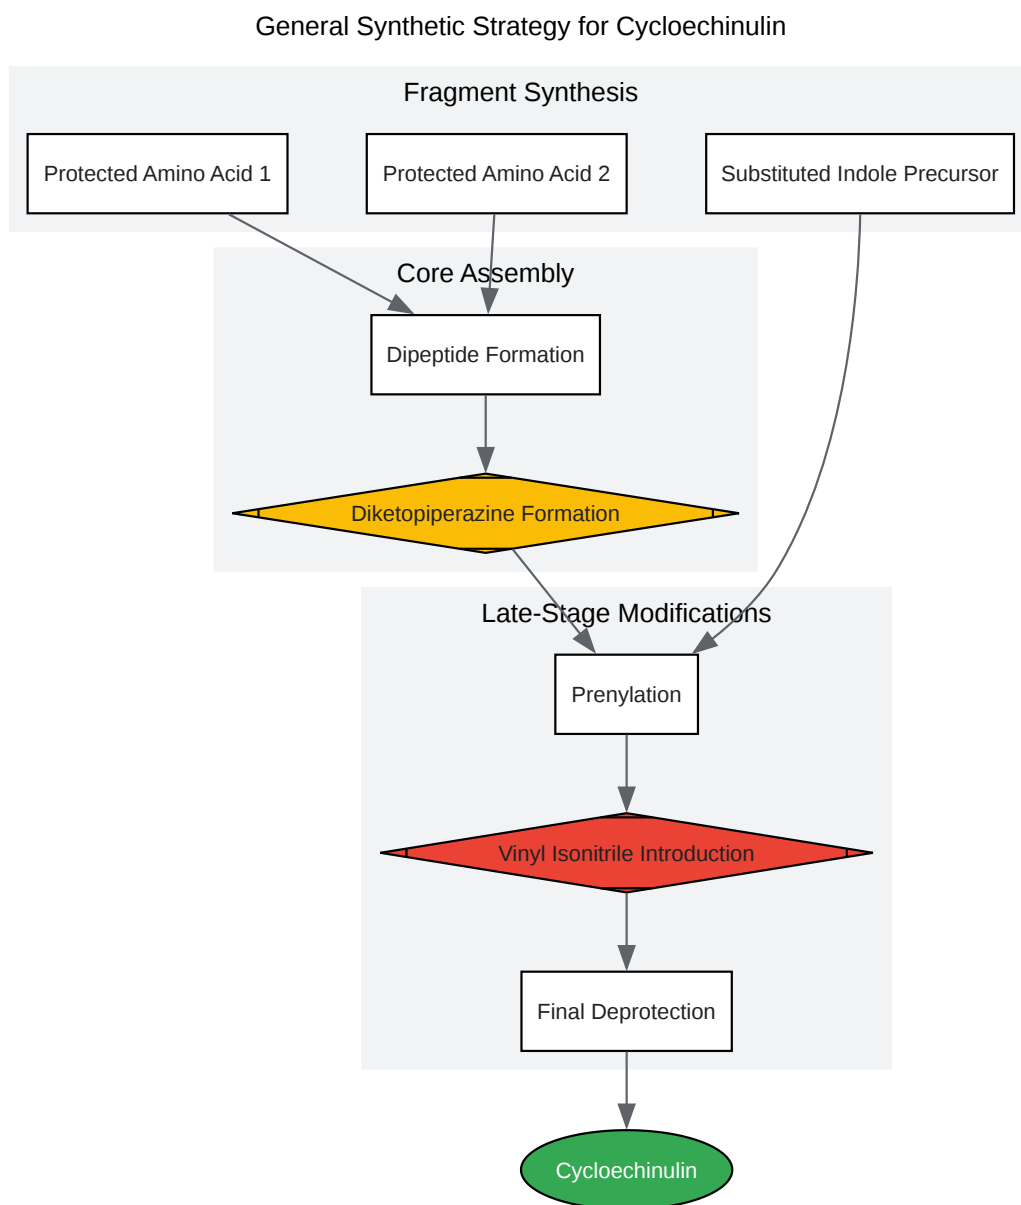 General Synthetic Strategy for Cycloechinulin
Fragment Synthesis
Protected Amino Acid 1
Protected Amino Acid 2
Substituted Indole Precursor
Core Assembly
Dipeptide Formation
Diketopiperazine Formation
Late-Stage Modifications
Prenylation
Vinyl Isonitrile Introduction
Final Deprotection
Cycloechinulin